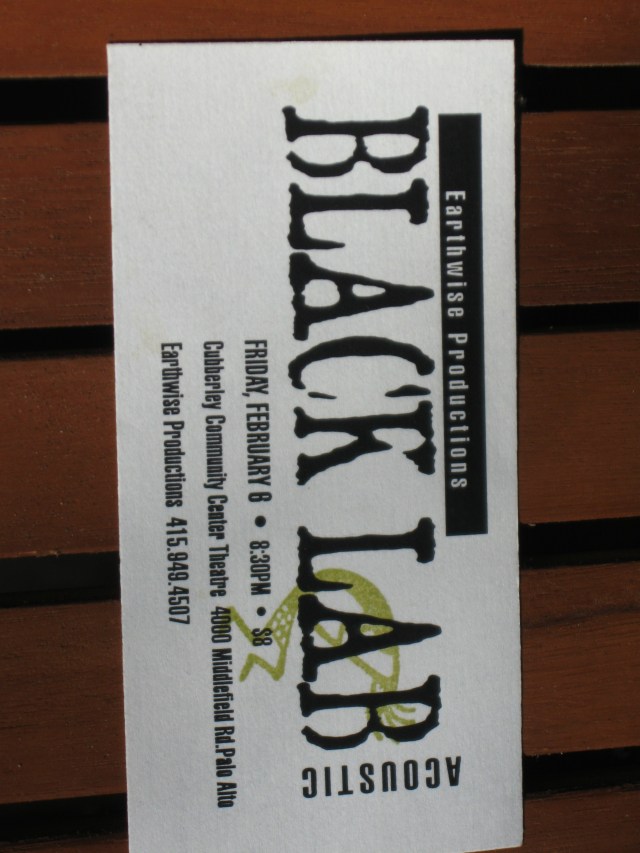 Earthwise Productions
BLACK LAB
ACOUSTIC
FRIDAY, FEBRUARY 6 • 8:30PM • $8
Cubberley Community Center Theatre 4000 Middlefield Rd.Palo Alto
Earthwise Productions 415.949.4507